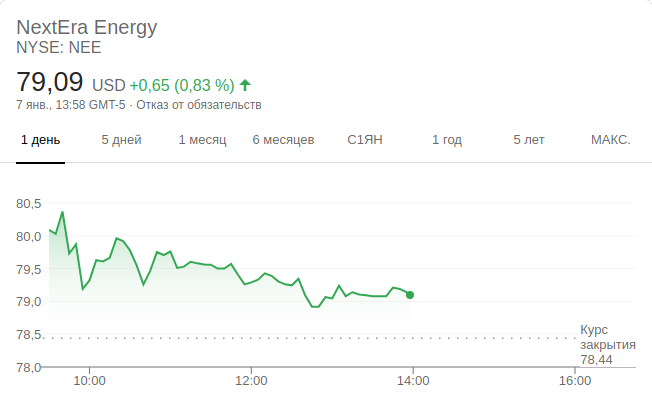 NextEra Energy
NYSE: NEE
79,09 USD +0,65 (0,83 %)
7 янв., 13:58 GMT-5 · Отказ от обязательств
1 день 5 дней 1 месяц 6 месяцев С1ЯН 1 год 5 лет МАКС.
80,5
80,0
79,5
79,0
78,5
Курс
закрытия
78,44
78,0
10:00 12:00 14:00 16:00